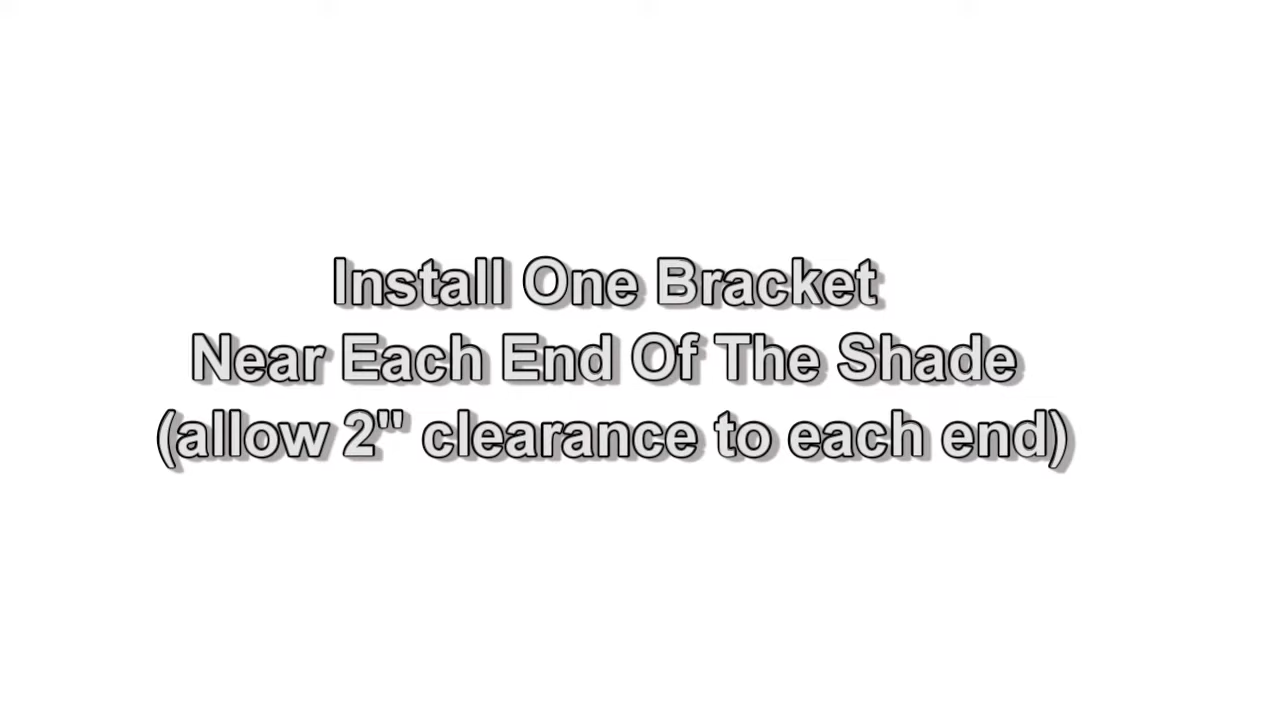 Install One Bracket
Near Each End Of The Shade
(allow 2" clearance to each end)